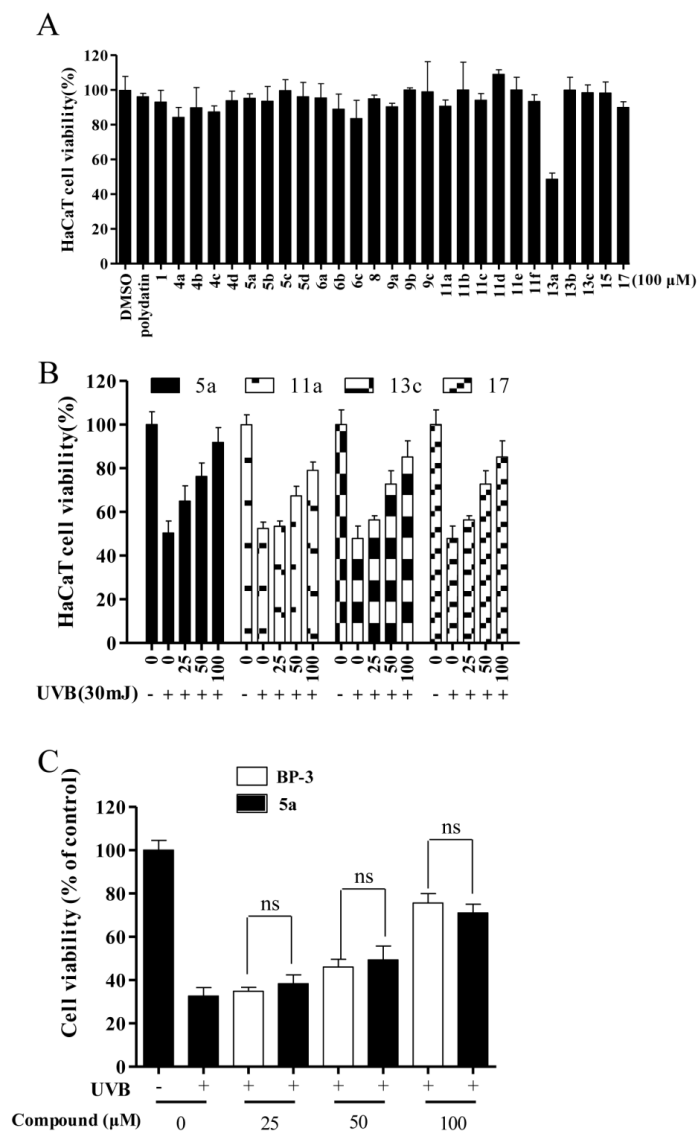 A
HaCaT cell viability(%)
120
100
80
60
40
20
0
DMSO polydatin 1 4a 4b 4c 4d 5a 5b 5c 5d 6a 6b 6c 8 9a 9b 9c 11a 11b 11c 11d 11e 11f 13a 13b 13c 15 17 (100 μM)
B
5a 11a 13c 17
HaCaT cell viability(%)
120
100
80
60
40
20
0
0 0 25 50 100 0 0 25 50 100 0 0 25 50 100 0 0 25 50 100
UVB(30mJ) - + + + + - + + + + - + + + + - + + + +
C
BP-3
5a
Cell viability (% of control)
120
100
80
60
40
20
0
ns ns ns
UVB - + + + + + + +
Compound (μM) 0 25 50 100